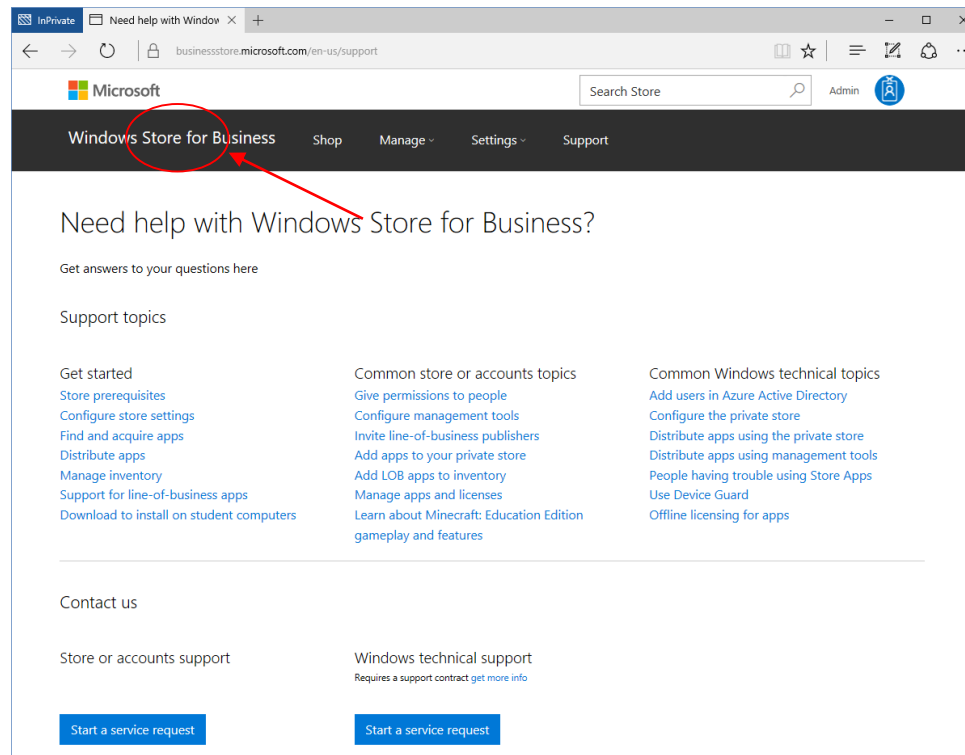 InPrivate
Need help with Window
businessstore.microsoft.com/en-us/support
Microsoft
Search Store
Admin
Windows Store for Business
Shop
Manage
Settings
Support
Need help with Windows Store for Business?
Get answers to your questions here
Support topics
Get started
Store prerequisites
Configure store settings
Find and acquire apps
Distribute apps
Manage inventory
Support for line-of-business apps
Download to install on student computers
Common store or accounts topics
Give permissions to people
Configure management tools
Invite line-of-business publishers
Add apps to your private store
Add LOB apps to inventory
Manage apps and licenses
Learn about Minecraft: Education Edition
gameplay and features
Common Windows technical topics
Add users in Azure Active Directory
Configure the private store
Distribute apps using the private store
Distribute apps using management tools
People having trouble using Store Apps
Use Device Guard
Offline licensing for apps
Contact us
Store or accounts support
Start a service request
Windows technical support
Requires a support contract get more info
Start a service request